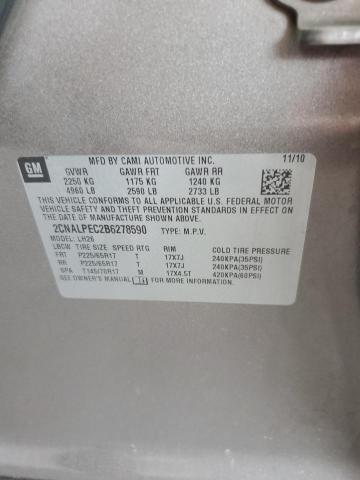 GM
MFD BY CAMI AUTOMOTIVE INC. 11/10
GVWR GAWR FRT GAWR RR
2250 KG 1175 KG 1240 KG
4960 LB 2590 LB 2733 LB
THIS VEHICLE CONFORMS TO ALL APPLICABLE U.S. FEDERAL MOTOR
VEHICLE SAFETY AND THEFT PREVENTION STANDARDS IN EFFECT ON
THE DATE OF MANUFACTURE SHOWN ABOVE.
2CNALPEC2B6278590 TYPE: M.P.V.
MODEL: LH26
LBCW TIRE SIZE SPEED RTG RIM COLD TIRE PRESSURE
FRT P225/65R17 T 17X7J 240KPA(35PSI)
RR P225/65R17 T 17X7J 240KPA(35PSI)
SPA T145/70R17 M 17X4.5T 420KPA(60PSI)
SEE OWNER'S MANUAL FOR ADDITIONAL INFORMATION.